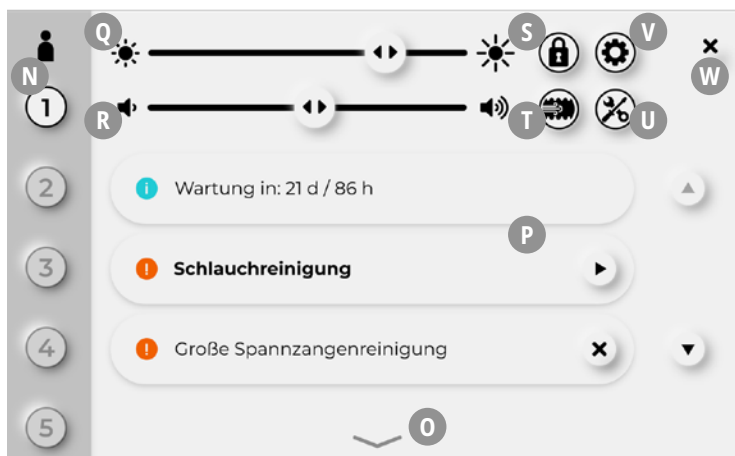 Q
S
V
N
W
1
R
T
U
2
i Wartung in: 21 d / 86 h
P
3
! Schlauchreinigung
4
! Große Spannzangenreinigung
5
O